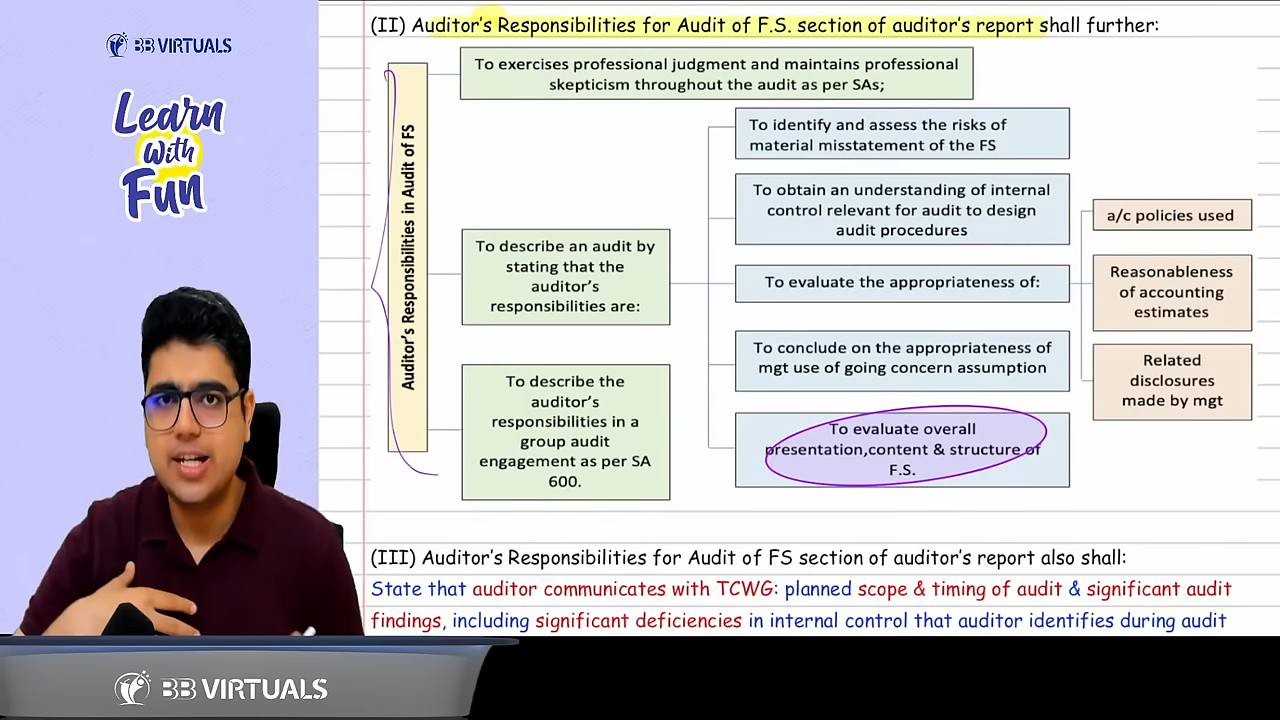 BB VIRTUALS
Learn
With
Fun
(II) Auditor's Responsibilities for Audit of F.S. section of auditor's report shall further:
Auditor's Responsibilities in Audit of FS
To exercises professional judgment and maintains professional
skepticism throughout the audit as per SAs;
To describe an audit by
stating that the
auditor's
responsibilities are:
To identify and assess the risks of
material misstatement of the FS
To obtain an understanding of internal
control relevant for audit to design
audit procedures
To evaluate the appropriateness of:
a/c policies used
Reasonableness
of accounting
estimates
Related
disclosures
made by mgt
To conclude on the appropriateness of
mgt use of going concern assumption
To evaluate overall
presentation,content & structure of
F.S.
To describe the
auditor's
responsibilities in a
group audit
engagement as per SA
600.
(III) Auditor's Responsibilities for Audit of FS section of auditor's report also shall:
State that auditor communicates with TCWG: planned scope & timing of audit & significant audit
findings, including significant deficiencies in internal control that auditor identifies during audit
BB VIRTUALS